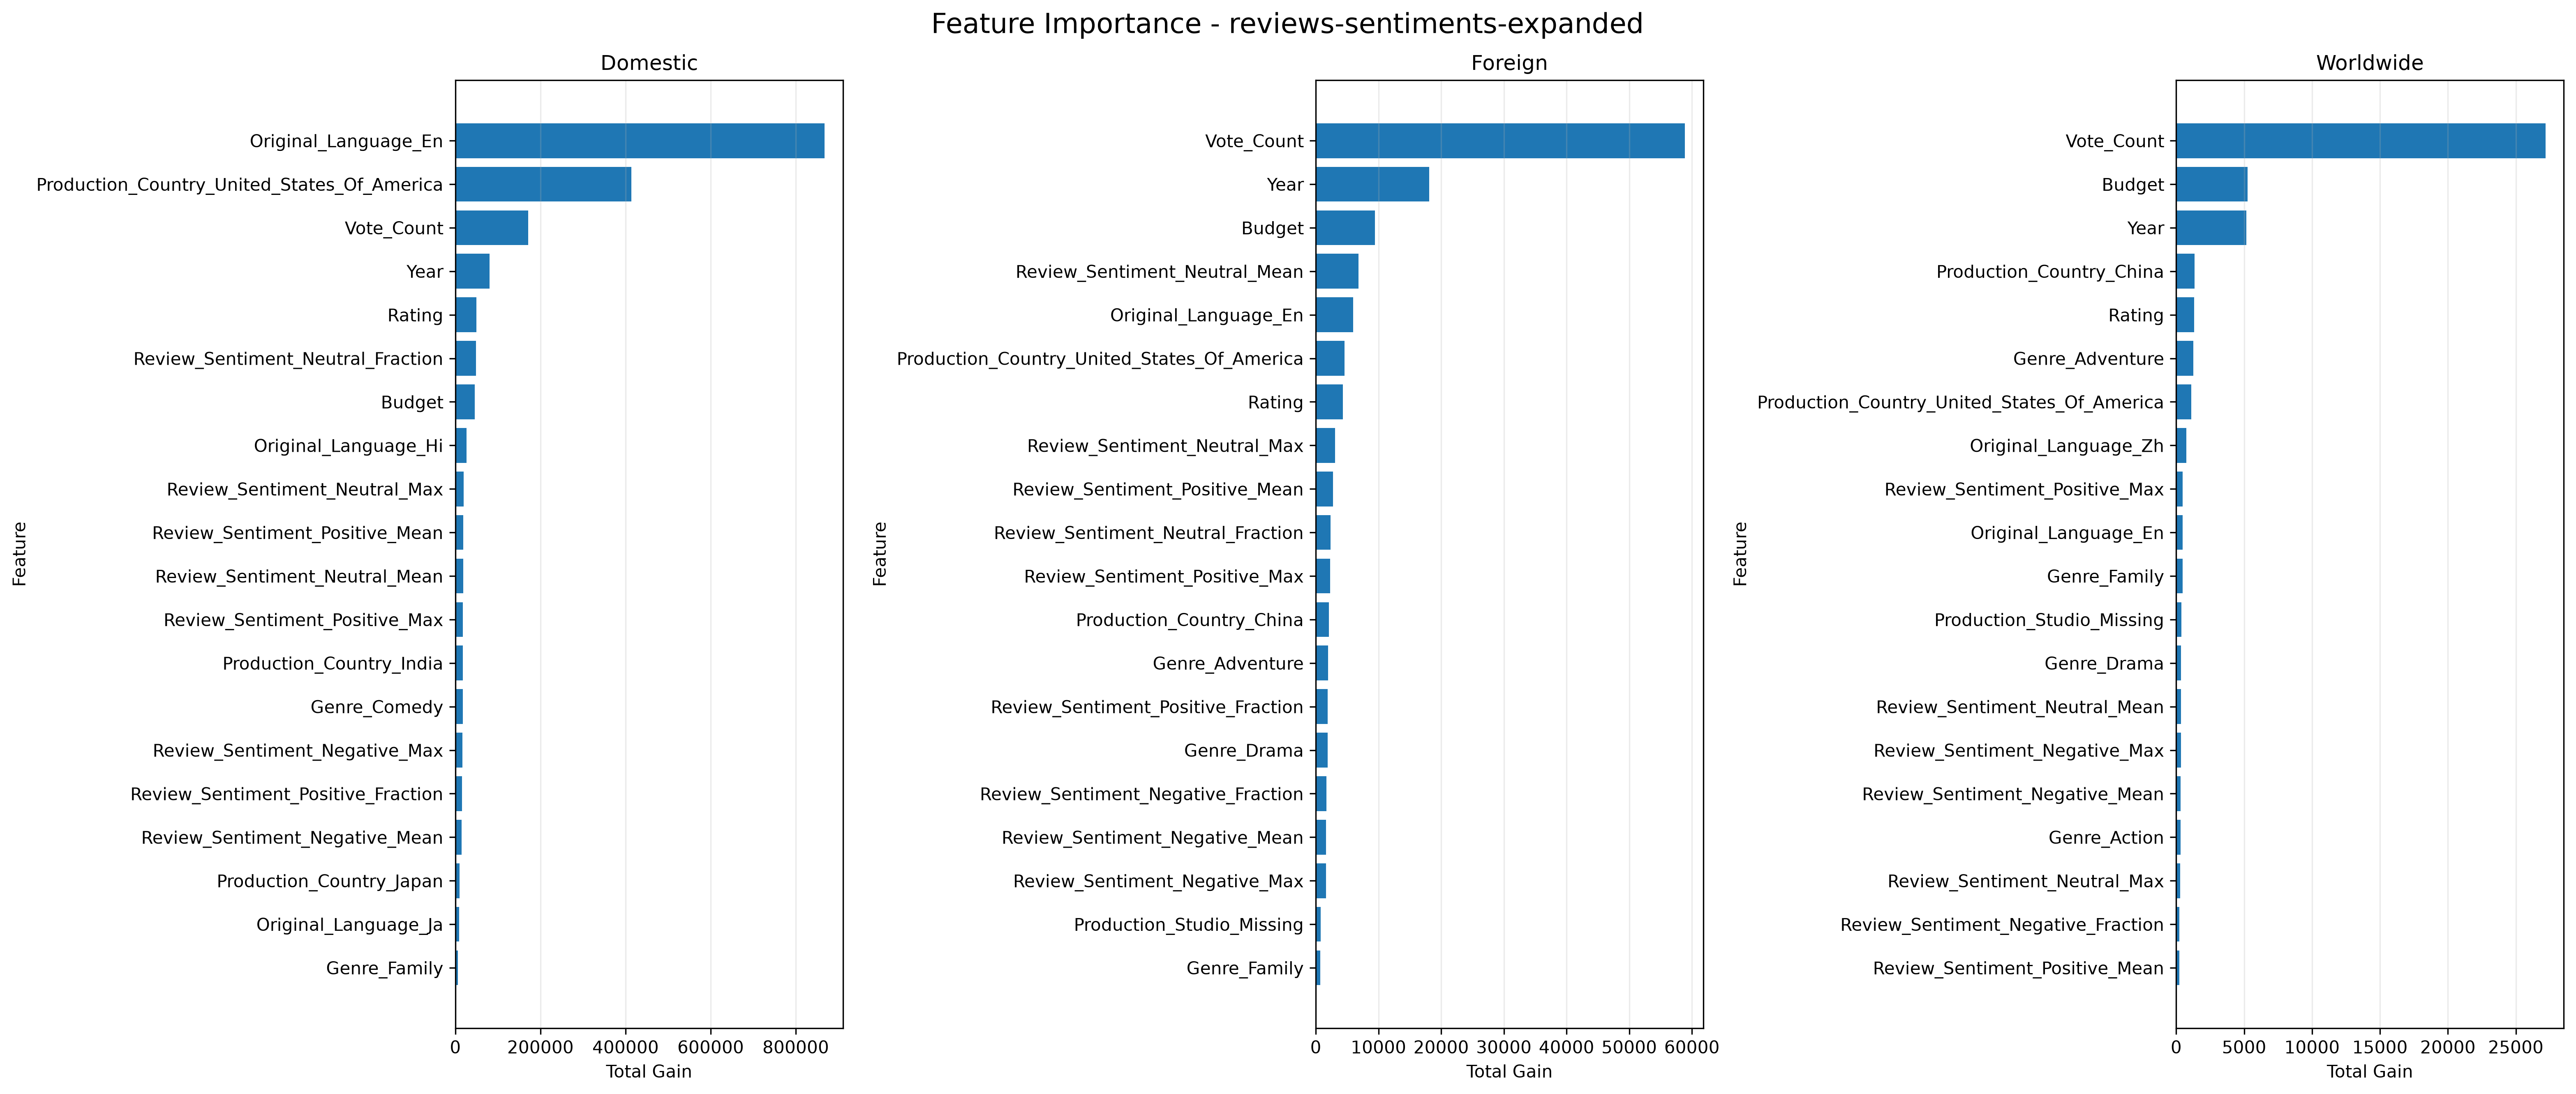 Feature Importance - reviews-sentiments-expanded
Domestic
Feature
Original_Language_En
Production_Country_United_States_Of_America
Vote_Count
Year
Rating
Review_Sentiment_Neutral_Fraction
Budget
Original_Language_Hi
Review_Sentiment_Neutral_Max
Review_Sentiment_Positive_Mean
Review_Sentiment_Neutral_Mean
Review_Sentiment_Positive_Max
Production_Country_India
Genre_Comedy
Review_Sentiment_Negative_Max
Review_Sentiment_Positive_Fraction
Review_Sentiment_Negative_Mean
Production_Country_Japan
Original_Language_Ja
Genre_Family
0 200000 400000 600000 800000
Total Gain
Foreign
Feature
Vote_Count
Year
Budget
Review_Sentiment_Neutral_Mean
Original_Language_En
Production_Country_United_States_Of_America
Rating
Review_Sentiment_Neutral_Max
Review_Sentiment_Positive_Mean
Review_Sentiment_Neutral_Fraction
Review_Sentiment_Positive_Max
Production_Country_China
Genre_Adventure
Review_Sentiment_Positive_Fraction
Genre_Drama
Review_Sentiment_Negative_Fraction
Review_Sentiment_Negative_Mean
Review_Sentiment_Negative_Max
Production_Studio_Missing
Genre_Family
0 10000 20000 30000 40000 50000 60000
Total Gain
Worldwide
Feature
Vote_Count
Budget
Year
Production_Country_China
Rating
Genre_Adventure
Production_Country_United_States_Of_America
Original_Language_Zh
Review_Sentiment_Positive_Max
Original_Language_En
Genre_Family
Production_Studio_Missing
Genre_Drama
Review_Sentiment_Neutral_Mean
Review_Sentiment_Negative_Max
Review_Sentiment_Negative_Mean
Genre_Action
Review_Sentiment_Neutral_Max
Review_Sentiment_Negative_Fraction
Review_Sentiment_Positive_Mean
0 5000 10000 15000 20000 25000
Total Gain